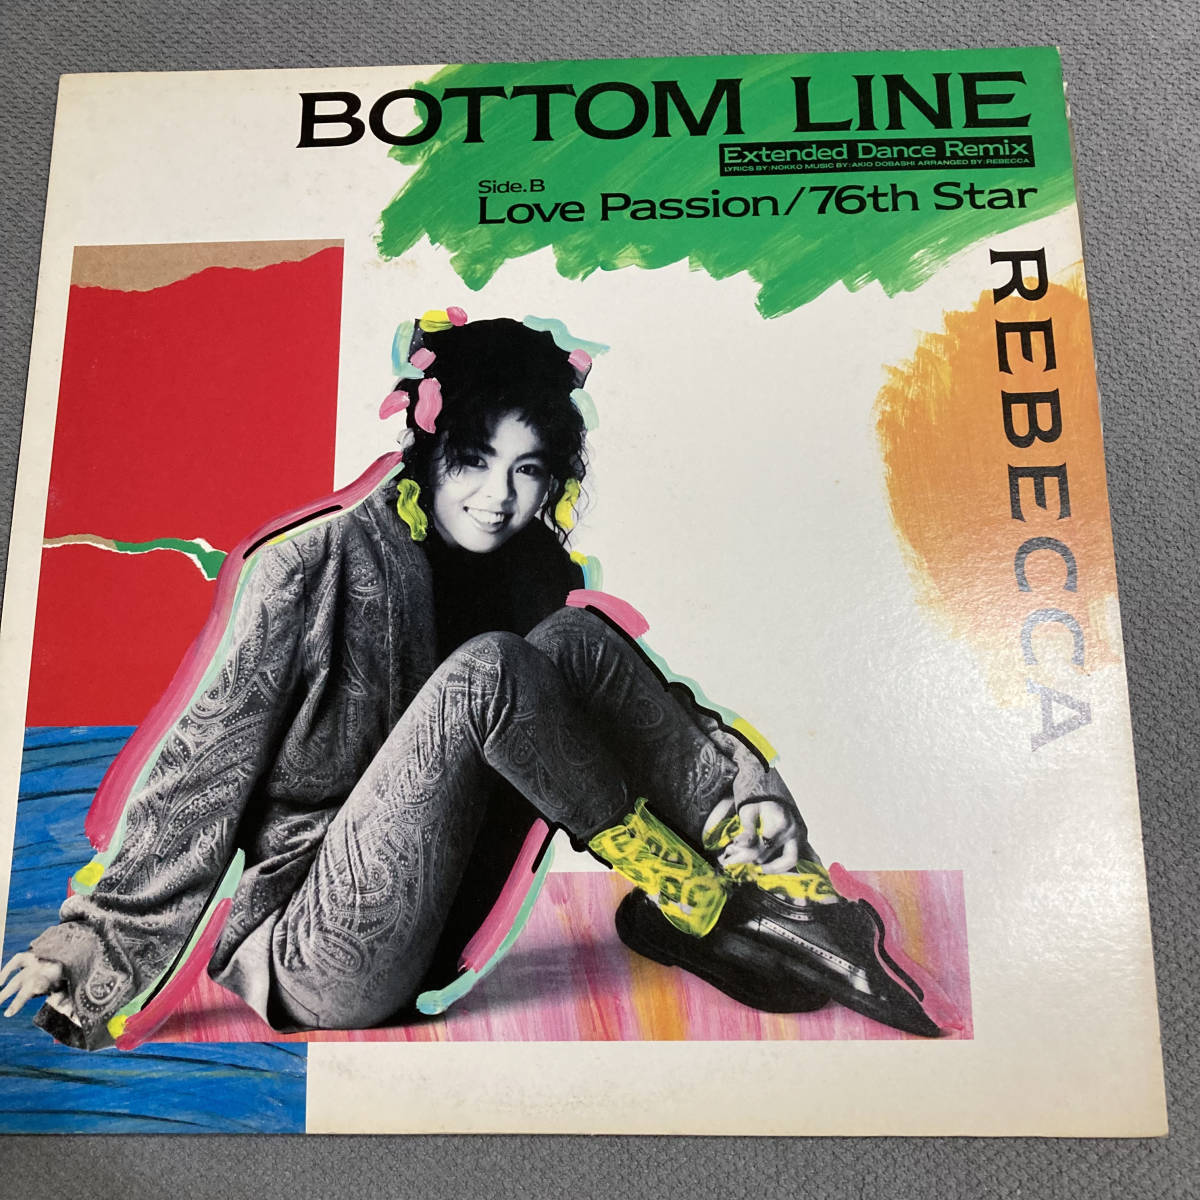 BOTTOM LINE
Extended Dance Remix
LYRICS BY: NOKKO MUSIC BY: AKIO DOBASHI ARRANGED BY: REBECCA
Side.B
Love Passion/76th Star
REBECCA